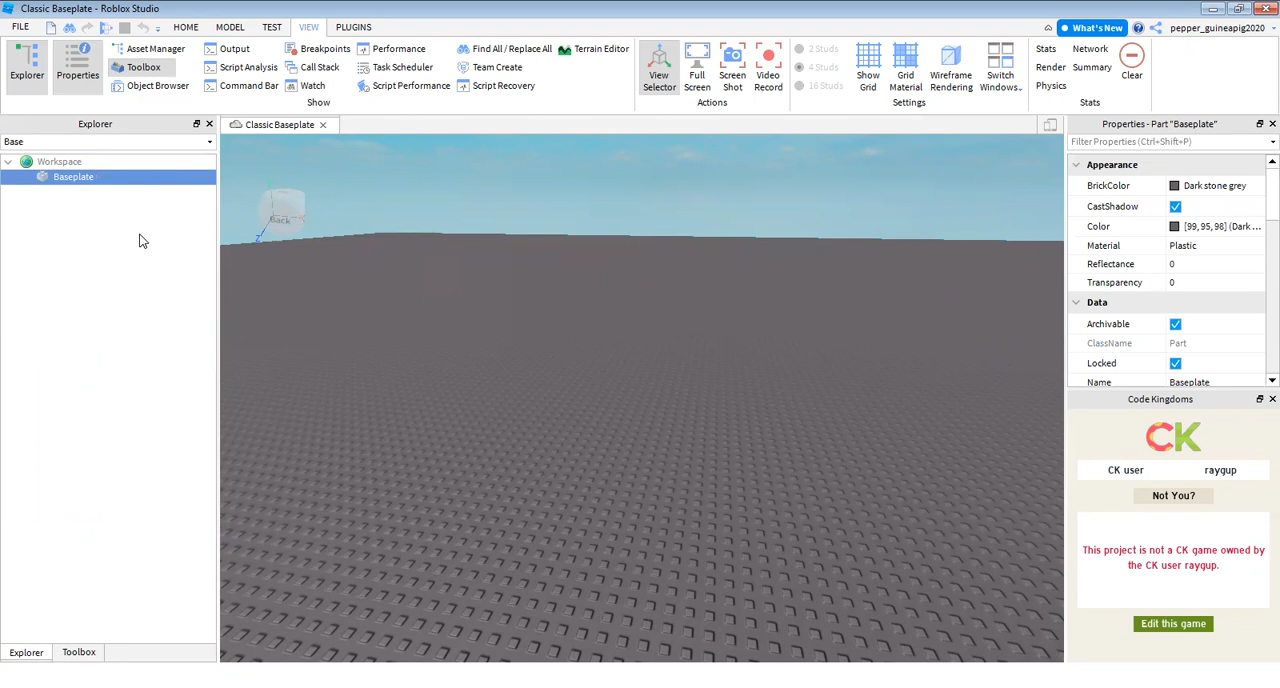 Classic Baseplate - Roblox Studio
FILE HOME MODEL TEST VIEW PLUGINS
What's New pepper_guineapig2020
Explorer
Properties
Asset Manager
Toolbox
Object Browser
Output
Script Analysis
Command Bar
Breakpoints
Call Stack
Watch
Performance
Task Scheduler
Script Performance
Find All / Replace All
Team Create
Script Recovery
Terrain Editor
Show
View Selector
Full Screen
Screen Shot
Video Record
Actions
2 Studs
4 Studs
16 Studs
Show Grid
Grid Material
Wireframe Rendering
Switch Windows
Settings
Stats
Render
Physics
Network
Summary
Clear
Stats
Explorer
Base
Workspace
Baseplate
Explorer Toolbox
Classic Baseplate
Back
Z
Properties - Part "Baseplate"
Filter Properties (Ctrl+Shift+P)
Appearance
BrickColor Dark stone grey
CastShadow
Color [99, 95, 98] (Dark ...
Material Plastic
Reflectance 0
Transparency 0
Data
Archivable
ClassName Part
Locked
Name Baseplate
Code Kingdoms
CK
CK user raygup
Not You?
This project is not a CK game owned by
the CK user raygup.
Edit this game